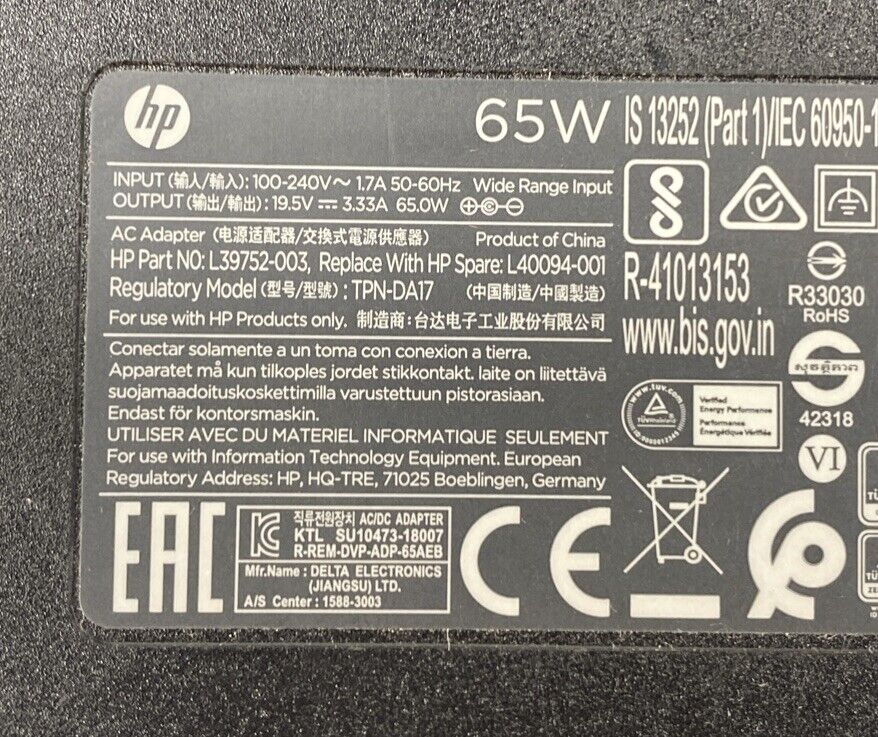 hp
65W
INPUT (输入/輸入): 100-240V~ 1.7A 50-60Hz Wide Range Input
OUTPUT (输出/輸出): 19.5V ⎓ 3.33A 65.0W
AC Adapter (电源适配器/交換式電源供應器) Product of China
HP Part NO: L39752-003, Replace With HP Spare: L40094-001
Regulatory Model (型号/型號) : TPN-DA17 (中国制造/中國製造)
For use with HP Products only. 制造商: 台达电子工业股份有限公司
Conectar solamente a un toma con conexion a tierra.
Apparatet må kun tilkoples jordet stikkontakt. laite on liitettävä
suojamaadoituskoskettimilla varustettuun pistorasiaan.
Endast för kontorsmaskin.
UTILISER AVEC DU MATERIEL INFORMATIQUE SEULEMENT
For use with Information Technology Equipment. European
Regulatory Address: HP, HQ-TRE, 71025 Boeblingen, Germany
EAC
직류전원장치 AC/DC ADAPTER
KTL SU10473-18007
R-REM-DVP-ADP-65AEB
Mfr.Name : DELTA ELECTRONICS
(JIANGSU) LTD.
A/S Center : 1588-3003
CE
IS 13252 (Part 1)/IEC 60950-1
R-41013153
www.bis.gov.in
R33030
RoHS
www.tuv.com
TÜVRheinland
Verified
Energy Performance
Performance
Énergétique Vérifiée
42318
VI
TÜ
TÜ